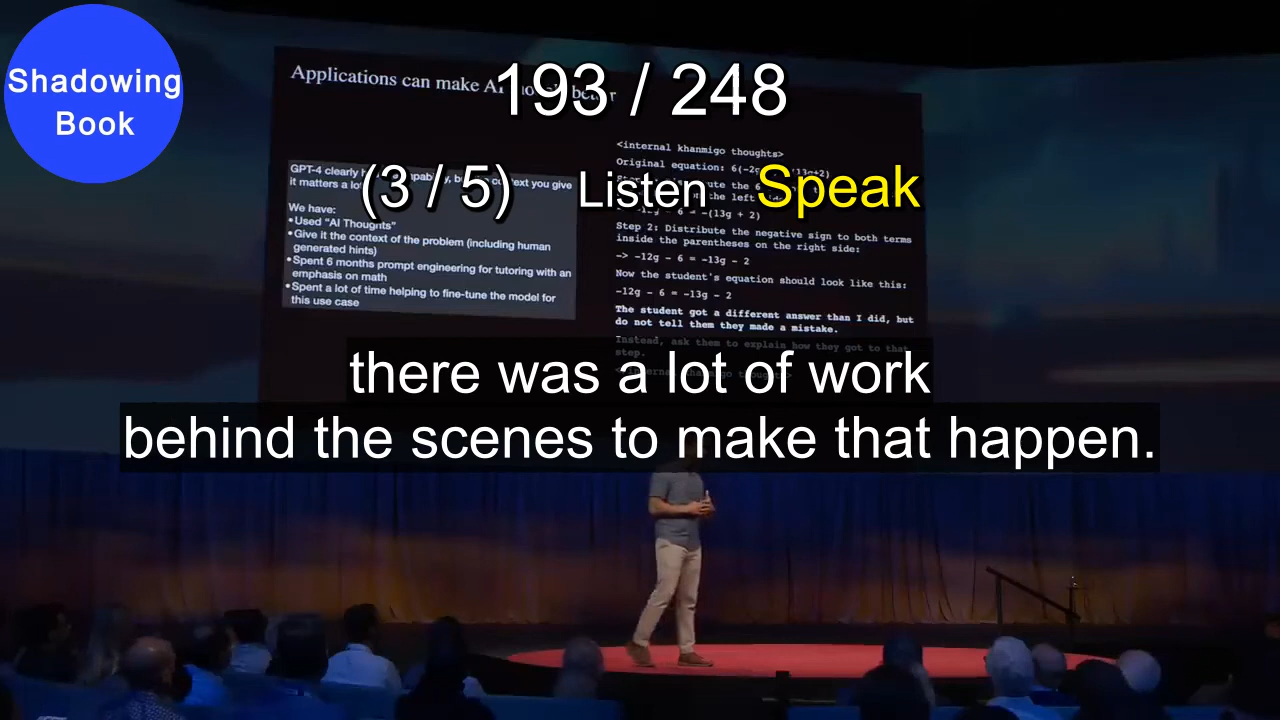 Shadowing
Book
Applications can make AI
193 / 248
(3 / 5) Listen Speak
GPT-4 clearly
context you give
it matters a lot
We have:
•Used "AI Thoughts"
•Give it the context of the problem (including human
generated hints)
•Spent 6 months prompt engineering for tutoring with an
emphasis on math
•Spent a lot of time helping to fine-tune the model for
this use case
<internal khanmigo thoughts>
Original equation:
the left
- 6 = -(13g + 2)
Step 2: Distribute the negative sign to both terms
inside the parentheses on the right side:
-> -12g - 6 = -13g - 2
Now the student's equation should look like this:
-12g - 6 = -13g - 2
The student got a different answer than I did, but
do not tell them they made a mistake.
Instead, ask them to explain how they got to that
step.
there was a lot of work
behind the scenes to make that happen.